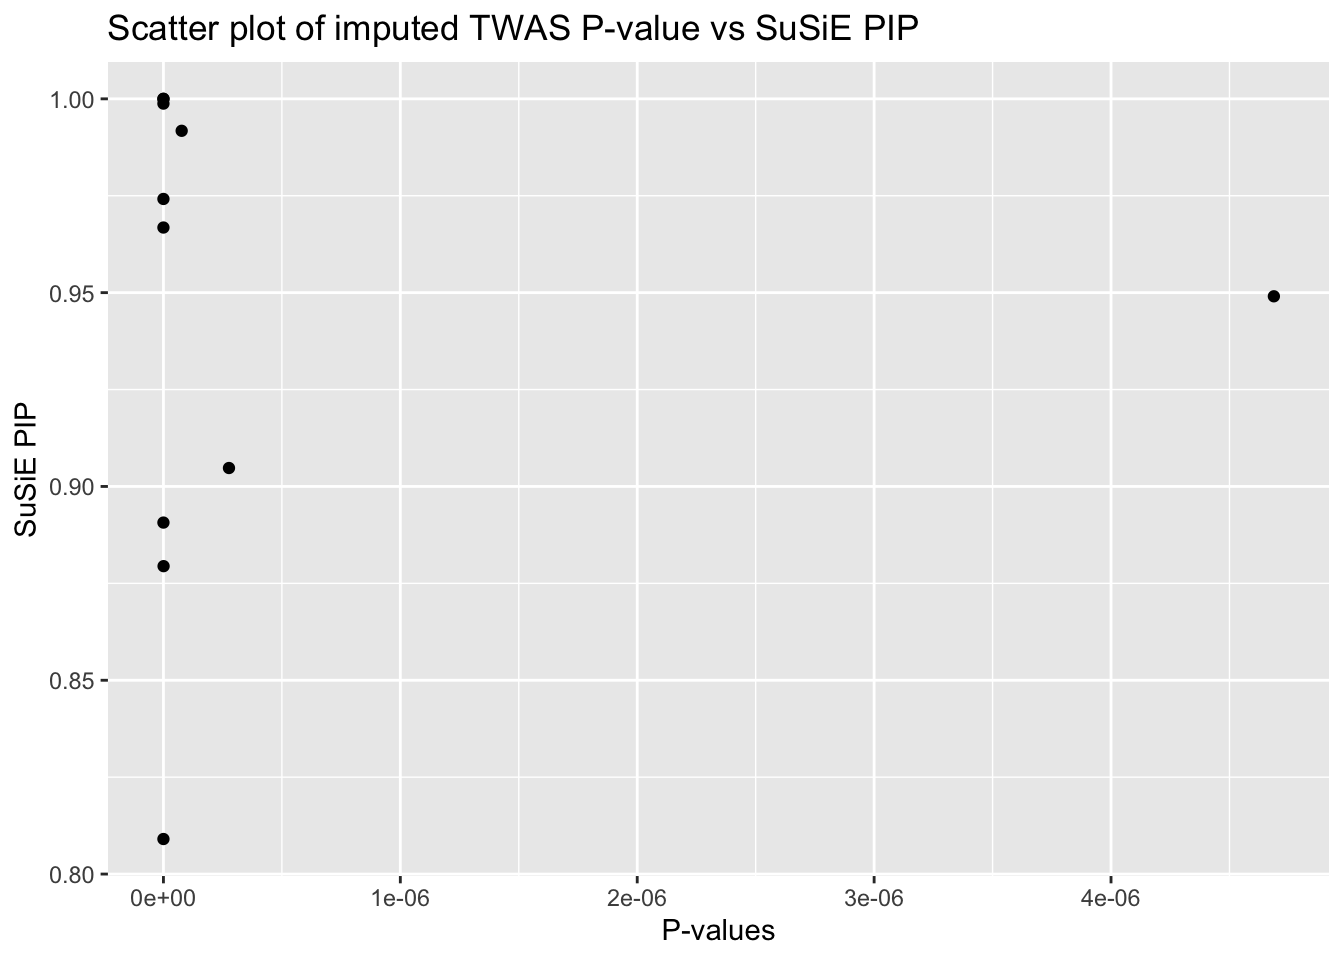 Scatter plot of imputed TWAS P-value vs SuSiE PIP
1.00
0.95
0.90
0.85
0.80
SuSiE PIP
0e+00 1e-06 2e-06 3e-06 4e-06
P-values